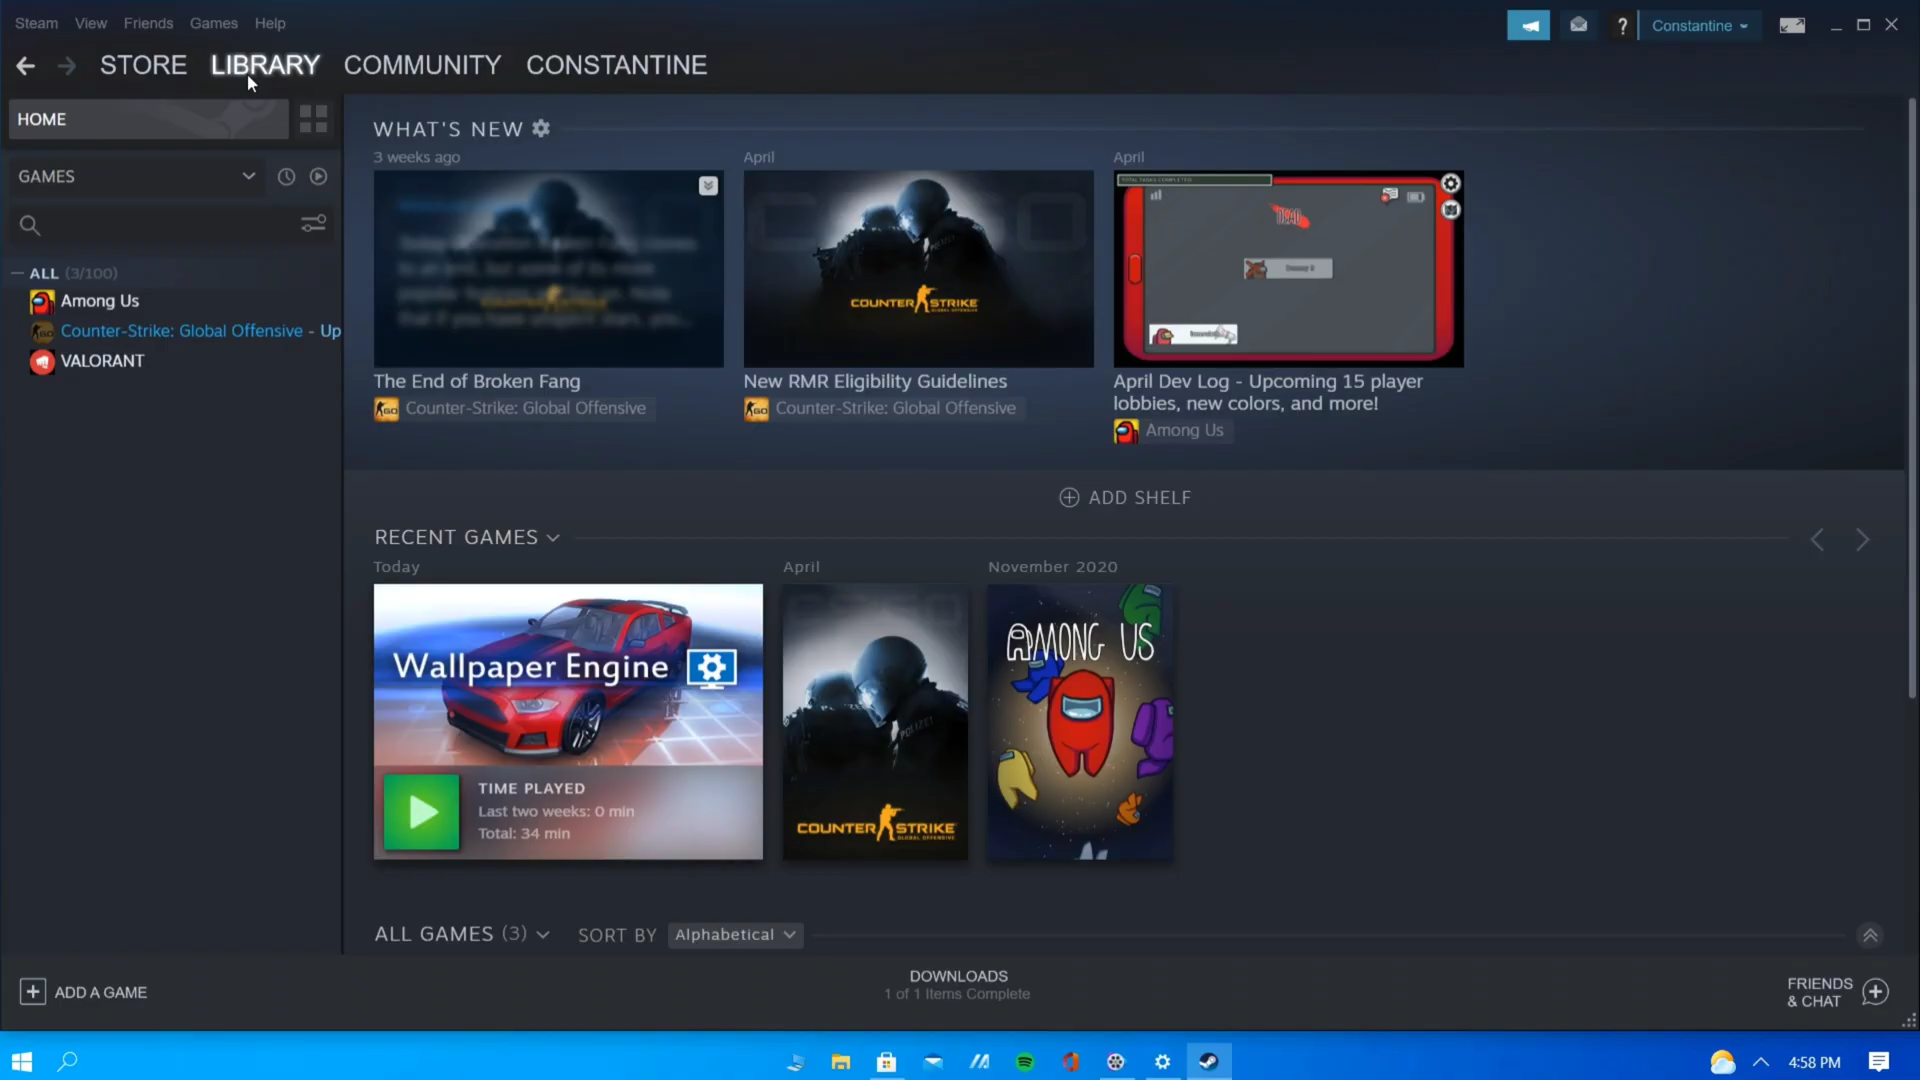 Steam View Friends Games Help
Constantine
STORE LIBRARY COMMUNITY CONSTANTINE
HOME
GAMES
ALL (3/100)
Among Us
Counter-Strike: Global Offensive - Up
VALORANT
WHAT'S NEW
3 weeks ago
April
April
COUNTER STRIKE
DEAD
The End of Broken Fang
Counter-Strike: Global Offensive
New RMR Eligibility Guidelines
Counter-Strike: Global Offensive
April Dev Log - Upcoming 15 player
lobbies, new colors, and more!
Among Us
ADD SHELF
RECENT GAMES
Today
April
November 2020
Wallpaper Engine
TIME PLAYED
Last two weeks: 0 min
Total: 34 min
POLIZEI
COUNTER STRIKE
GLOBAL OFFENSIVE
AMONG US
ALL GAMES (3)
SORT BY Alphabetical
ADD A GAME
DOWNLOADS
1 of 1 Items Complete
FRIENDS
& CHAT
4:58 PM